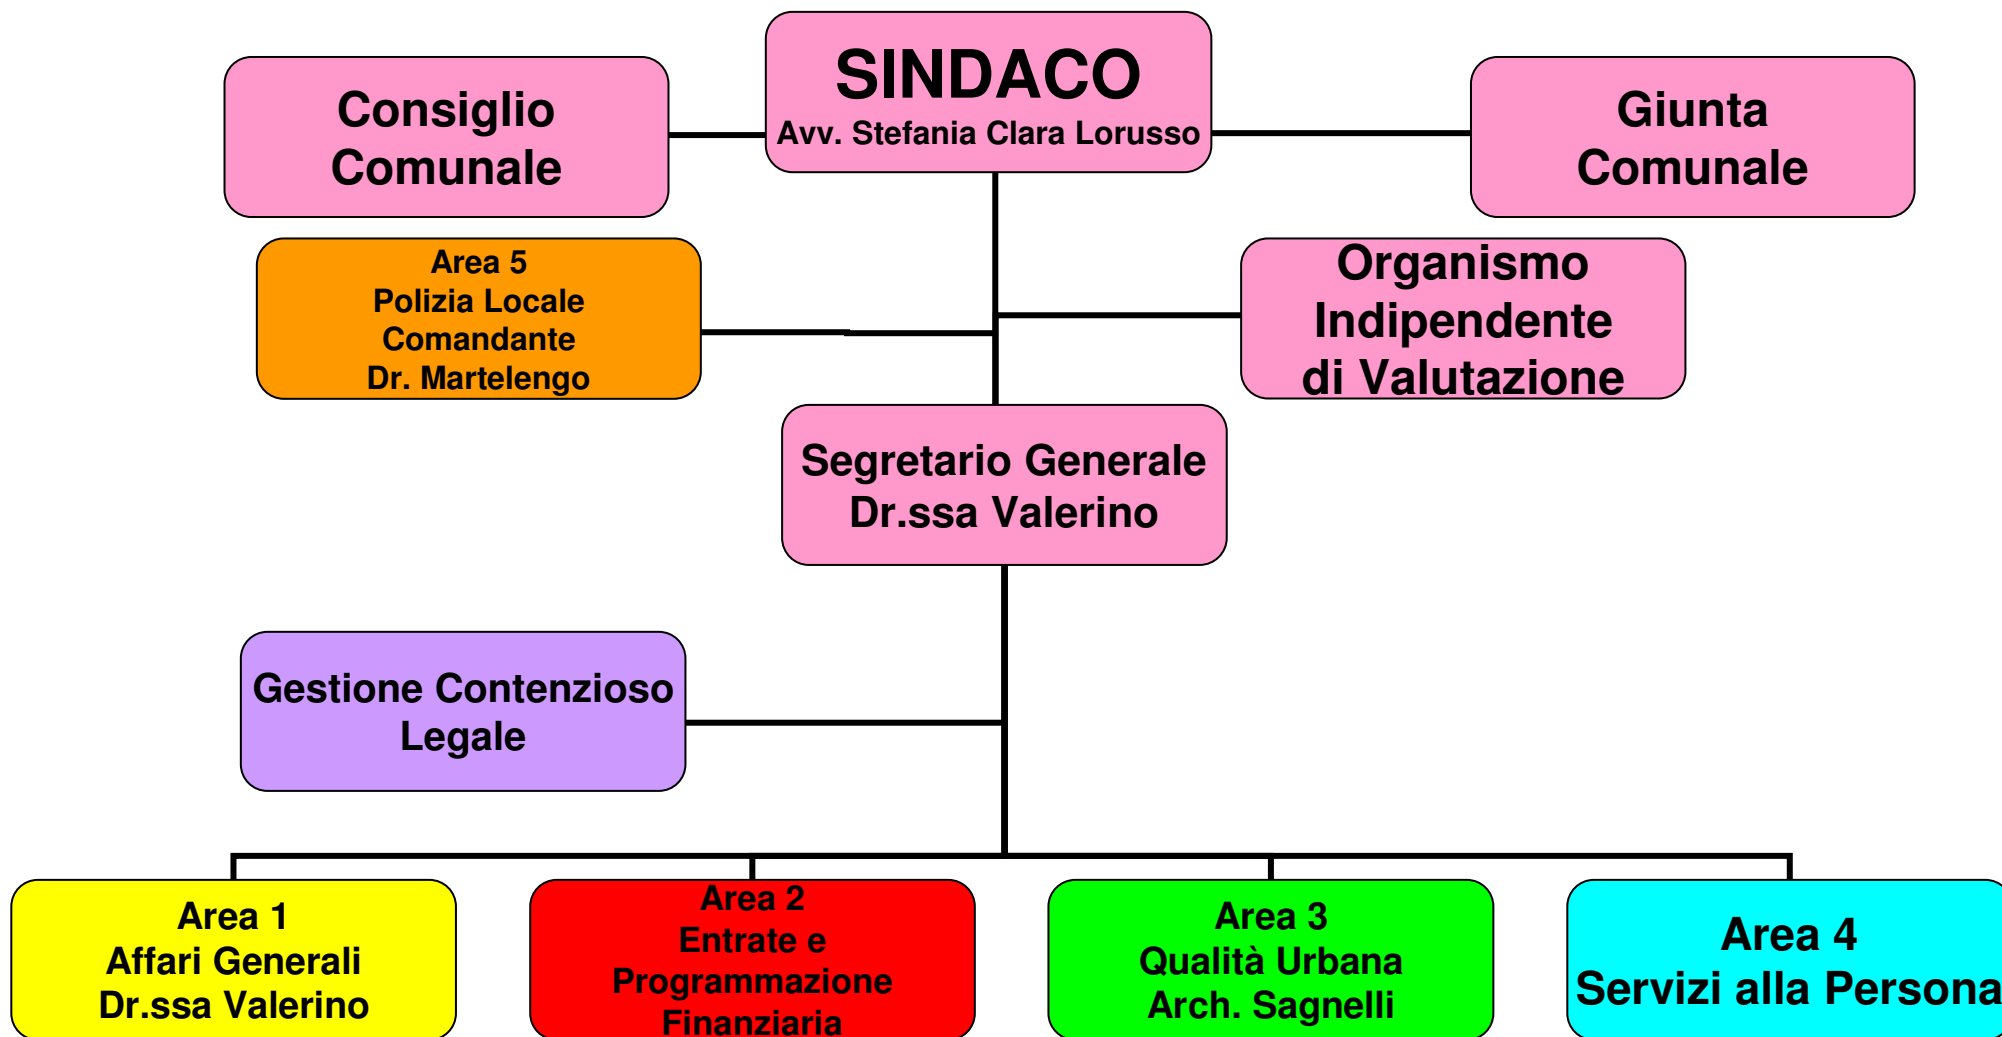 SINDACO
Avv. Stefania Clara Lorusso
Consiglio
Comunale
Giunta
Comunale
Area 5
Polizia Locale
Comandante
Dr. Martelengo
Organismo
Indipendente
di Valutazione
Segretario Generale
Dr.ssa Valerino
Gestione Contenzioso
Legale
Area 1
Affari Generali
Dr.ssa Valerino
Area 2
Entrate e
Programmazione
Finanziaria
Area 3
Qualità Urbana
Arch. Sagnelli
Area 4
Servizi alla Persona